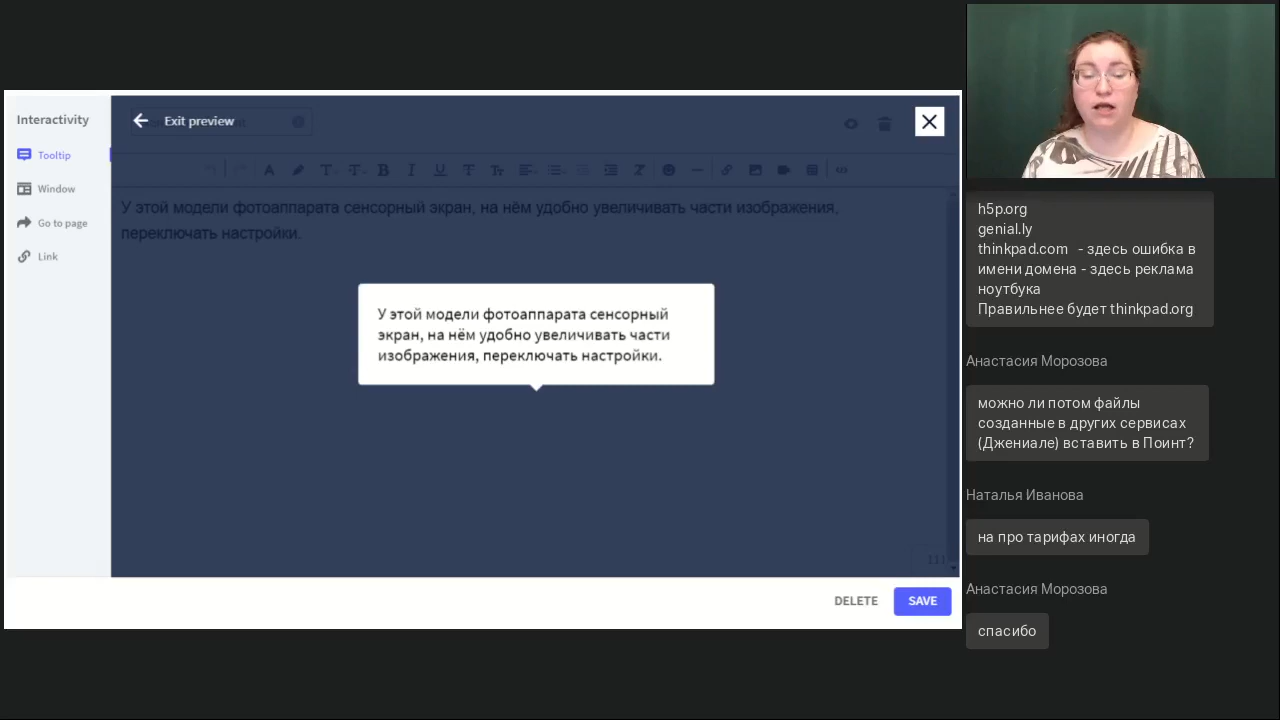 Interactivity
Tooltip
Window
Go to page
Link
Exit preview
У этой модели фотоаппарата сенсорный экран, на нём удобно увеличивать части изображения,
переключать настройки.
У этой модели фотоаппарата сенсорный
экран, на нём удобно увеличивать части
изображения, переключать настройки.
DELETE
SAVE
h5p.org
genial.ly
thinkpad.com - здесь ошибка в
имени домена - здесь реклама
ноутбука
Правильнее будет thinkpad.org
Анастасия Морозова
можно ли потом файлы
созданные в других сервисах
(Джениале) вставить в Поинт?
Наталья Иванова
на про тарифах иногда
Анастасия Морозова
спасибо